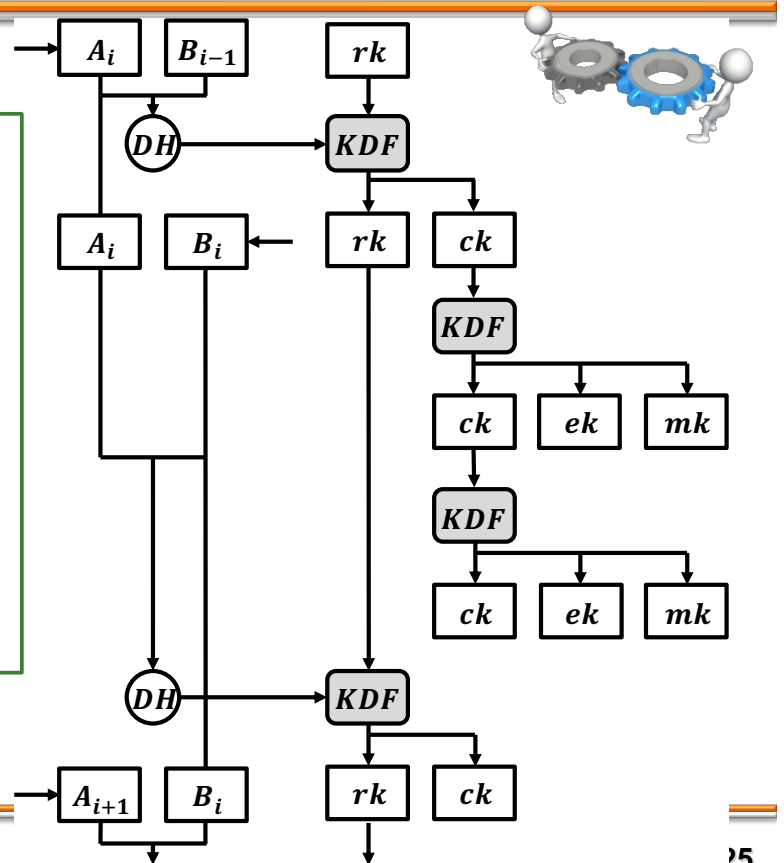 A_i B_{i−1} rk
DH KDF
A_i B_i rk ck
KDF
ck ek mk
KDF
ck ek mk
DH KDF
A_{i+1} B_i rk ck
25